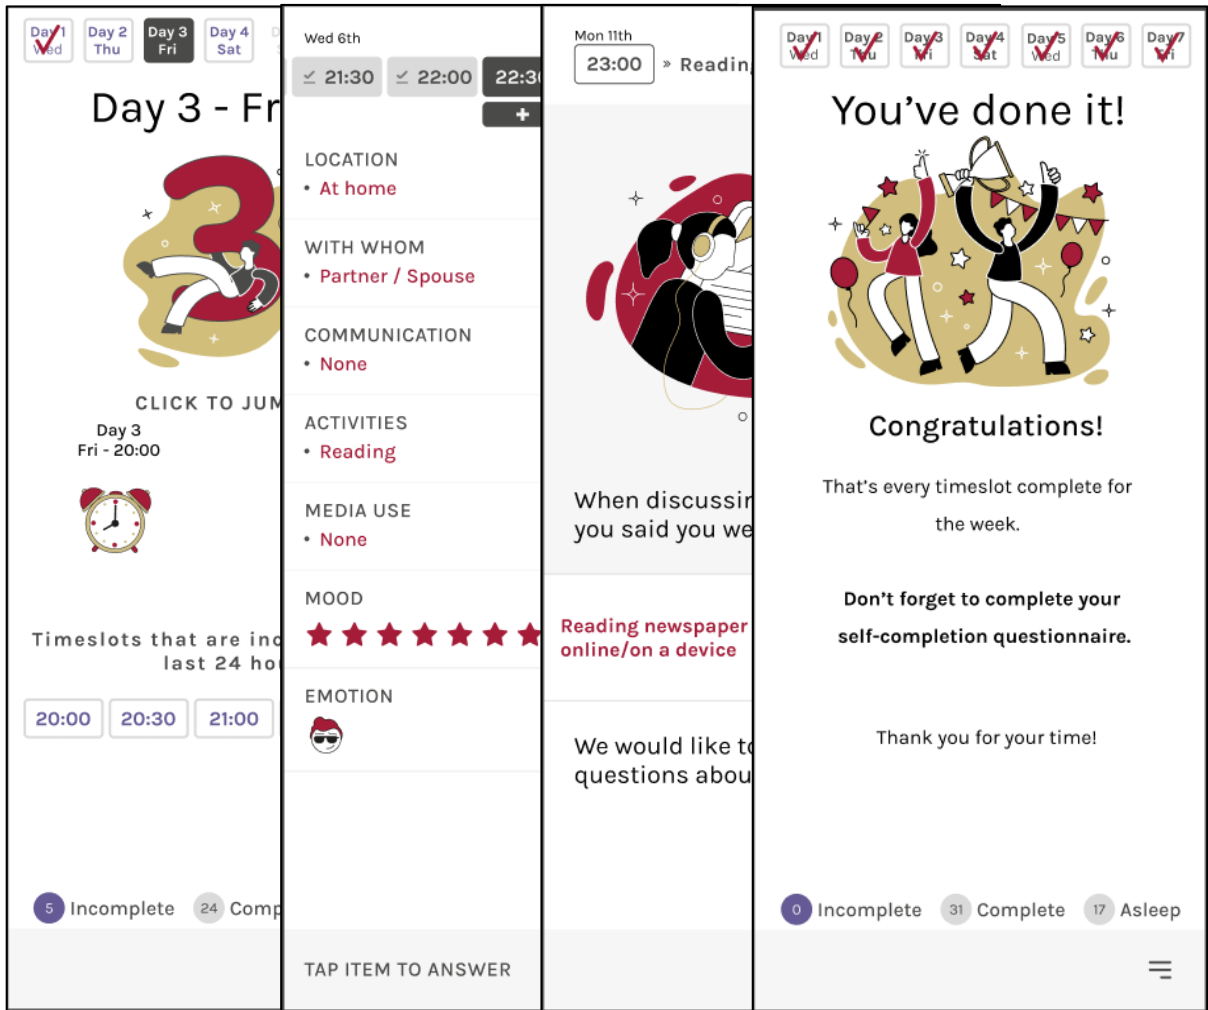 Day 1
Wed
Day 2
Thu
Day 3
Fri
Day 4
Sat
Day 3 - Fr
CLICK TO JUM
Day 3
Fri - 20:00
Timeslots that are inc
last 24 ho
20:00
20:30
21:00
5 Incomplete
24 Comp
Wed 6th
21:30
22:00
22:30
+
LOCATION
• At home
WITH WHOM
• Partner / Spouse
COMMUNICATION
• None
ACTIVITIES
• Reading
MEDIA USE
• None
MOOD
EMOTION
TAP ITEM TO ANSWER
Mon 11th
23:00 » Reading
When discussin
you said you we
Reading newspaper
online/on a device
We would like to
questions abou
Day 1
Wed
Day 2
Thu
Day 3
Fri
Day 4
Sat
Day 5
Wed
Day 6
Thu
Day 7
Fri
You’ve done it!
Congratulations!
That’s every timeslot complete for
the week.
Don’t forget to complete your
self-completion questionnaire.
Thank you for your time!
0 Incomplete
31 Complete
17 Asleep